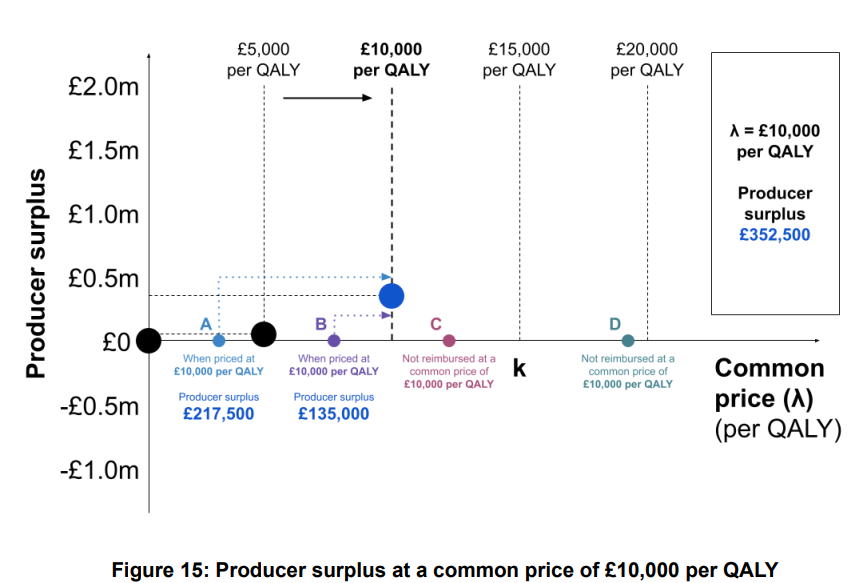 £5,000
per QALY
£10,000
per QALY
£15,000
per QALY
£20,000
per QALY
£2.0m
£1.5m
£1.0m
£0.5m
£0
-£0.5m
-£1.0m
Producer surplus
λ = £10,000
per QALY
Producer
surplus
£352,500
A
When priced at
£10,000 per QALY
Producer surplus
£217,500
B
When priced at
£10,000 per QALY
Producer surplus
£135,000
C
Not reimbursed at a
common price of
£10,000 per QALY
k
D
Not reimbursed at a
common price of
£10,000 per QALY
Common
price (λ)
(per QALY)
Figure 15: Producer surplus at a common price of £10,000 per QALY